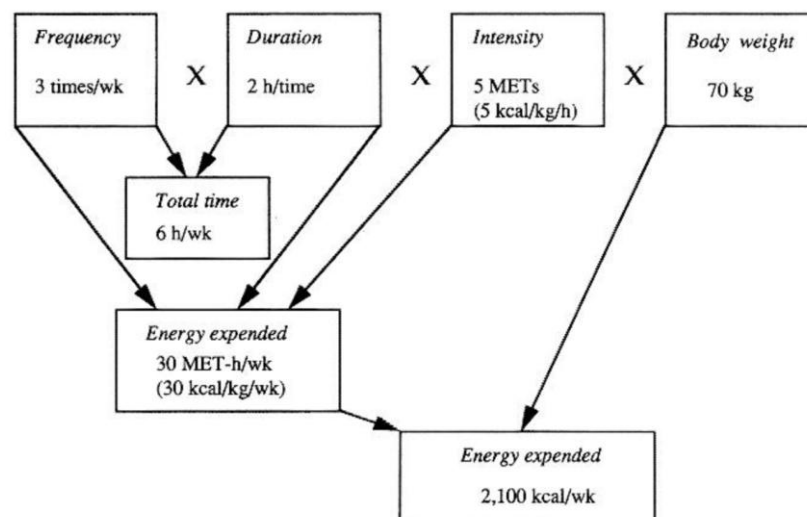 Frequency
3 times/wk
X
Duration
2 h/time
X
Intensity
5 METs
(5 kcal/kg/h)
X
Body weight
70 kg
Total time
6 h/wk
Energy expended
30 MET-h/wk
(30 kcal/kg/wk)
Energy expended
2,100 kcal/wk